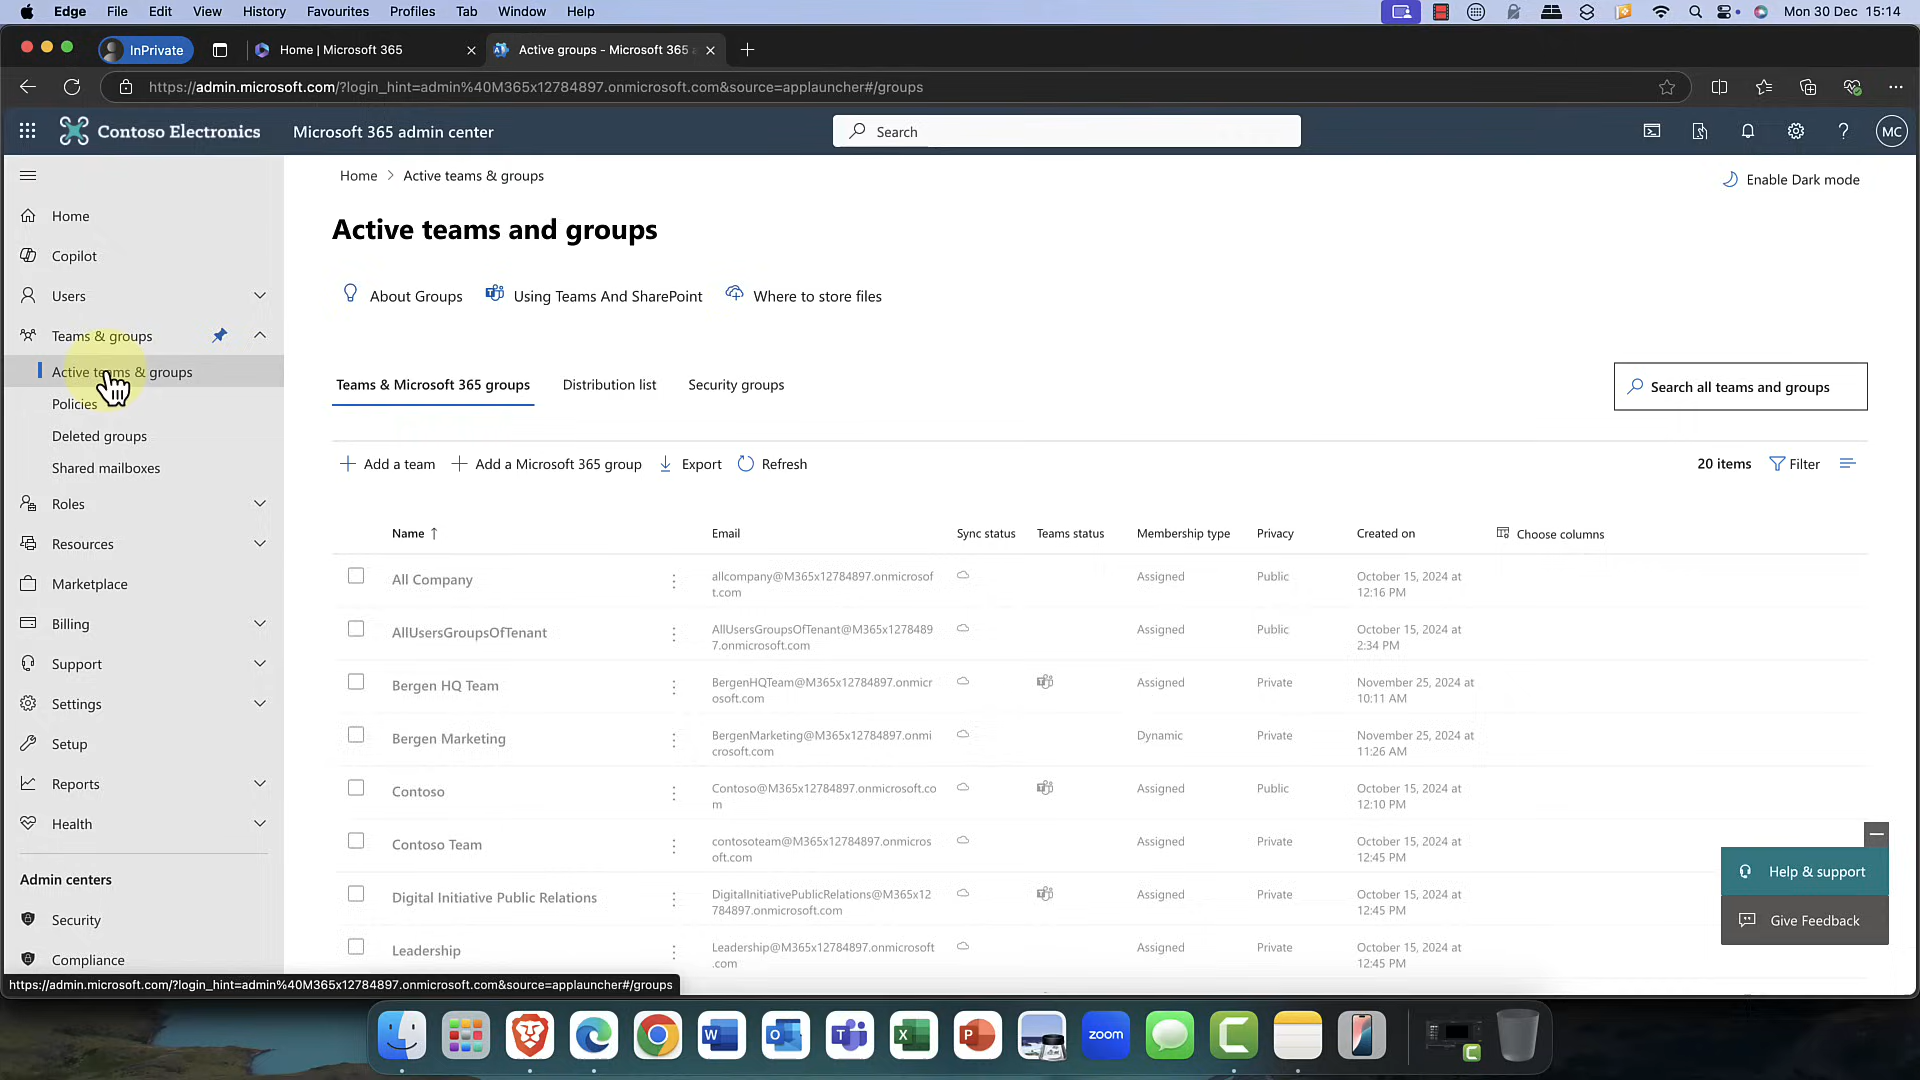 Edge File Edit View History Favourites Profiles Tab Window Help Mon 30 Dec 15:14
InPrivate Home | Microsoft 365 Active groups - Microsoft 365
https://admin.microsoft.com/?login_hint=admin%40M365x12784897.onmicrosoft.com&source=applauncher#/groups
Contoso Electronics Microsoft 365 admin center Search MC
Home > Active teams & groups
Enable Dark mode
Home
Copilot
Users
Teams & groups
Active teams & groups
Policies
Deleted groups
Shared mailboxes
Roles
Resources
Marketplace
Billing
Support
Settings
Setup
Reports
Health
Admin centers
Security
Compliance
Active teams and groups
About Groups Using Teams And SharePoint Where to store files
Teams & Microsoft 365 groups Distribution list Security groups
Search all teams and groups
Add a team Add a Microsoft 365 group Export Refresh 20 items Filter
Name ↑ Email Sync status Teams status Membership type Privacy Created on Choose columns
All Company allcompany@M365x12784897.onmicrosof Assigned Public October 15, 2024 at
t.com 12:16 PM
AllUsersGroupsOfTenant AllUsersGroupsOfTenant@M365x1278489 Assigned Public October 15, 2024 at
7.onmicrosoft.com 2:34 PM
Bergen HQ Team BergenHQTeam@M365x12784897.onmicr Assigned Private November 25, 2024 at
osoft.com 10:11 AM
Bergen Marketing BergenMarketing@M365x12784897.onmi Dynamic Private November 25, 2024 at
crosoft.com 11:26 AM
Contoso Contoso@M365x12784897.onmicrosoft.co Assigned Public October 15, 2024 at
m 12:10 PM
Contoso Team contosoteam@M365x12784897.onmicros Assigned Private October 15, 2024 at
oft.com 12:45 PM
Digital Initiative Public Relations DigitalInitiativePublicRelations@M365x12 Assigned Private October 15, 2024 at
784897.onmicrosoft.com 12:45 PM
Leadership Leadership@M365x12784897.onmicrosoft Assigned Private October 15, 2024 at
.com 12:45 PM
Help & support
Give Feedback
https://admin.microsoft.com/?login_hint=admin%40M365x12784897.onmicrosoft.com&source=applauncher#/groups
zoom